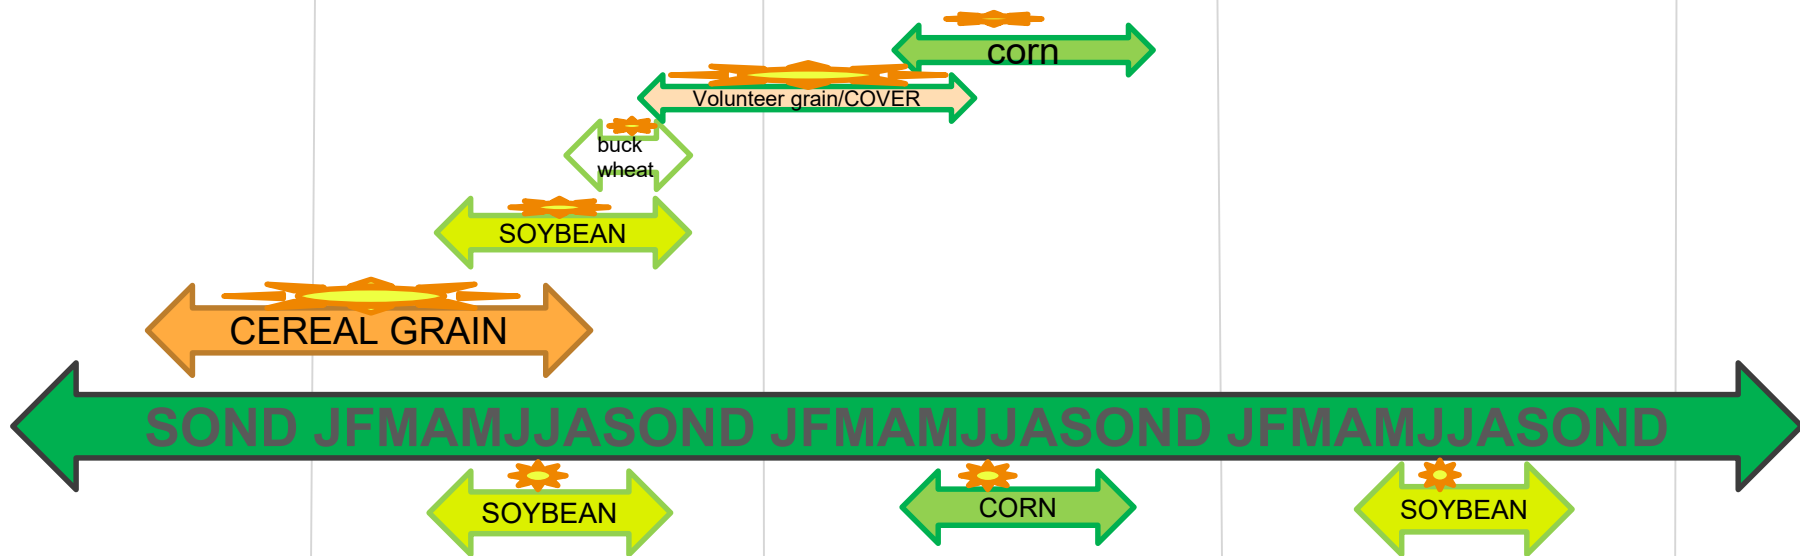 corn
Volunteer grain/COVER
buck
wheat
SOYBEAN
CEREAL GRAIN
SOND JFMAMJJASOND JFMAMJJASOND JFMAMJJASOND
SOYBEAN
CORN
SOYBEAN